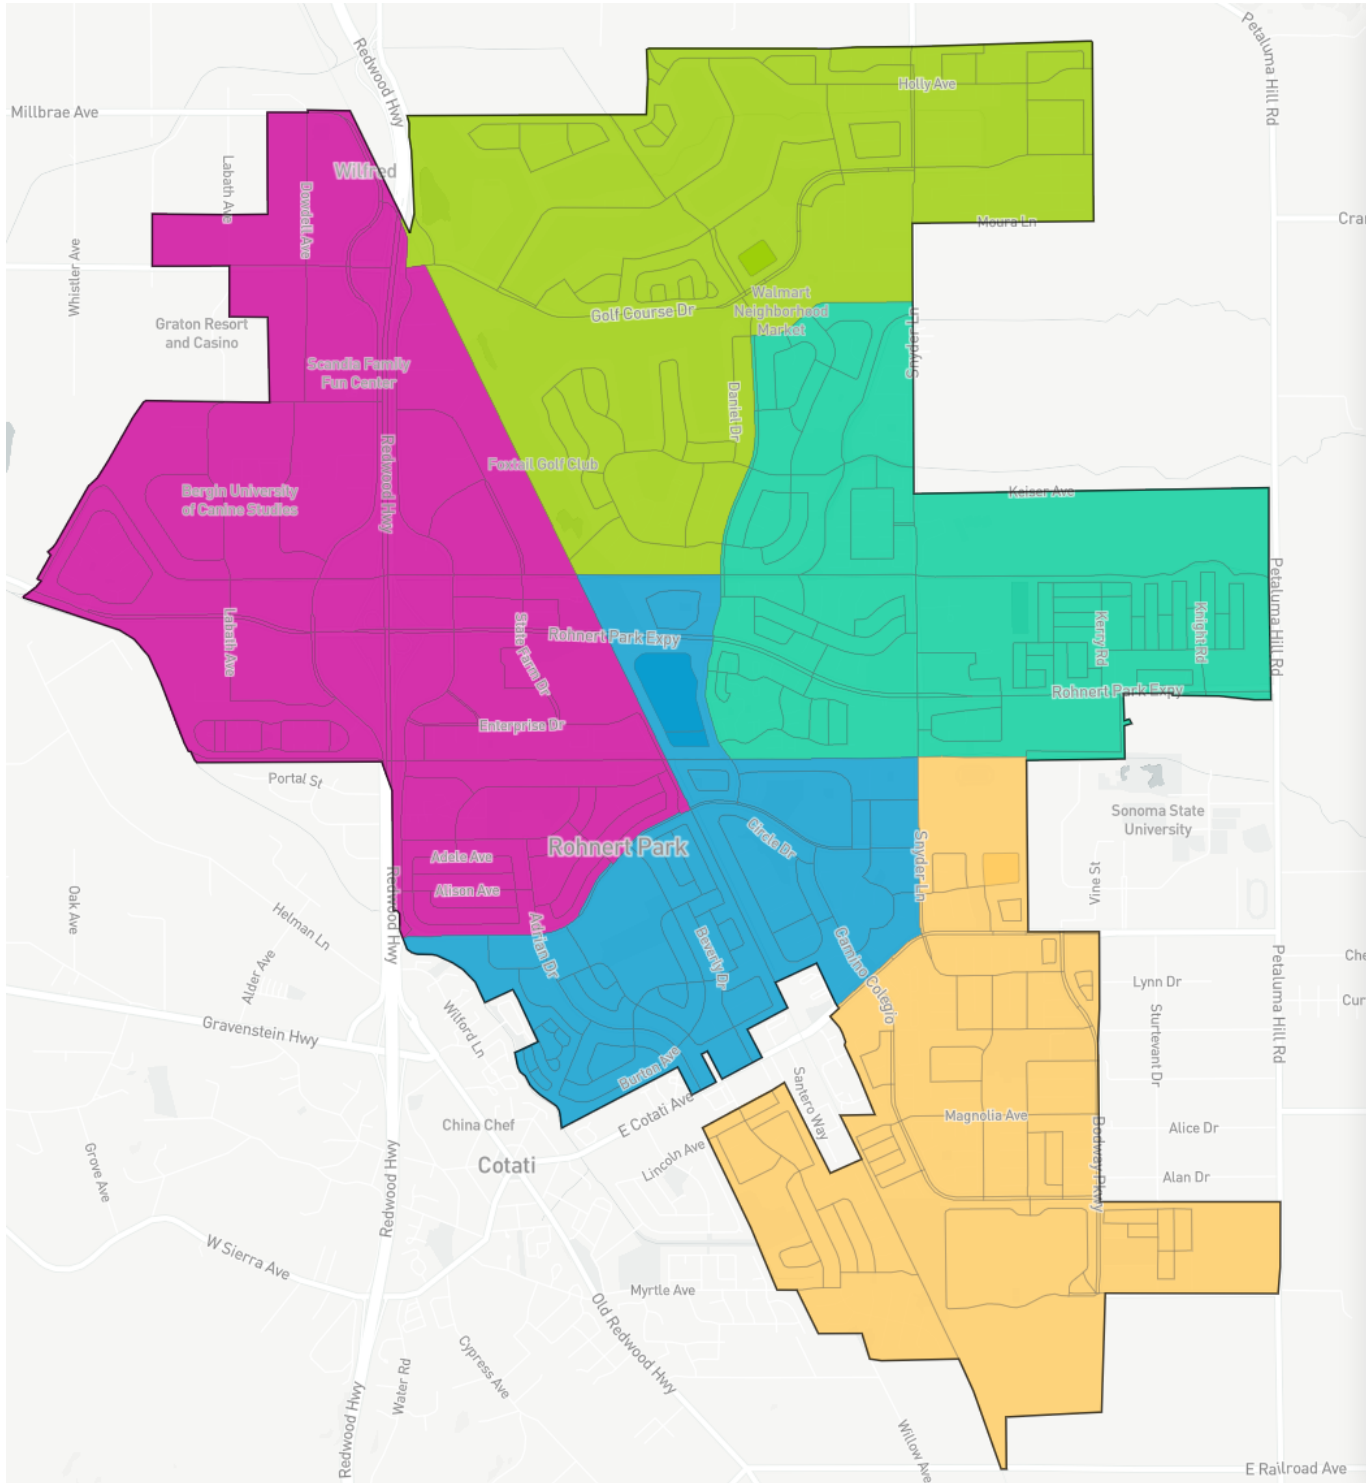 Petaluma Hill Rd
Redwood Hwy
Holly Ave
Millbrae Ave
Wilfred
Labath Ave
Dowdell Ave
Moura Ln
Cra
Whistler Ave
Walmart
Neighborhood
Market
Golf Course Dr
Graton Resort
and Casino
Snyder Ln
Scandia Family
Fun Center
Daniel Dr
Redwood Hwy
Foxtail Golf Club
Bergin University
of Canine Studies
Keiser Ave
Petaluma Hill Rd
Labath Ave
State Farm Dr
Rohnert Park Expy
Kerry Rd
Knight Rd
Rohnert Park Expy
Enterprise Dr
Portal St
Sonoma State
University
Circle Dr
Rohnert Park
Adele Ave
Alison Ave
Snyder Ln
Vine St
Oak Ave
Redwood Hwy
Helman Ln
Adrian Dr
Beverly Dr
Camino Colegio
Petaluma Hill Rd
Che
Alder Ave
Lynn Dr
Cur
Gravenstein Hwy
Wilford Ln
Sturtevant Dr
Burton Ave
Santero Way
E Cotati Ave
Magnolia Ave
China Chef
Alice Dr
Lincoln Ave
Cotati
Bodway Pkwy
Grove Ave
Redwood Hwy
Alan Dr
W Sierra Ave
Myrtle Ave
Old Redwood Hwy
Cypress Ave
Water Rd
Redwood Hwy
Willow Ave
E Railroad Ave